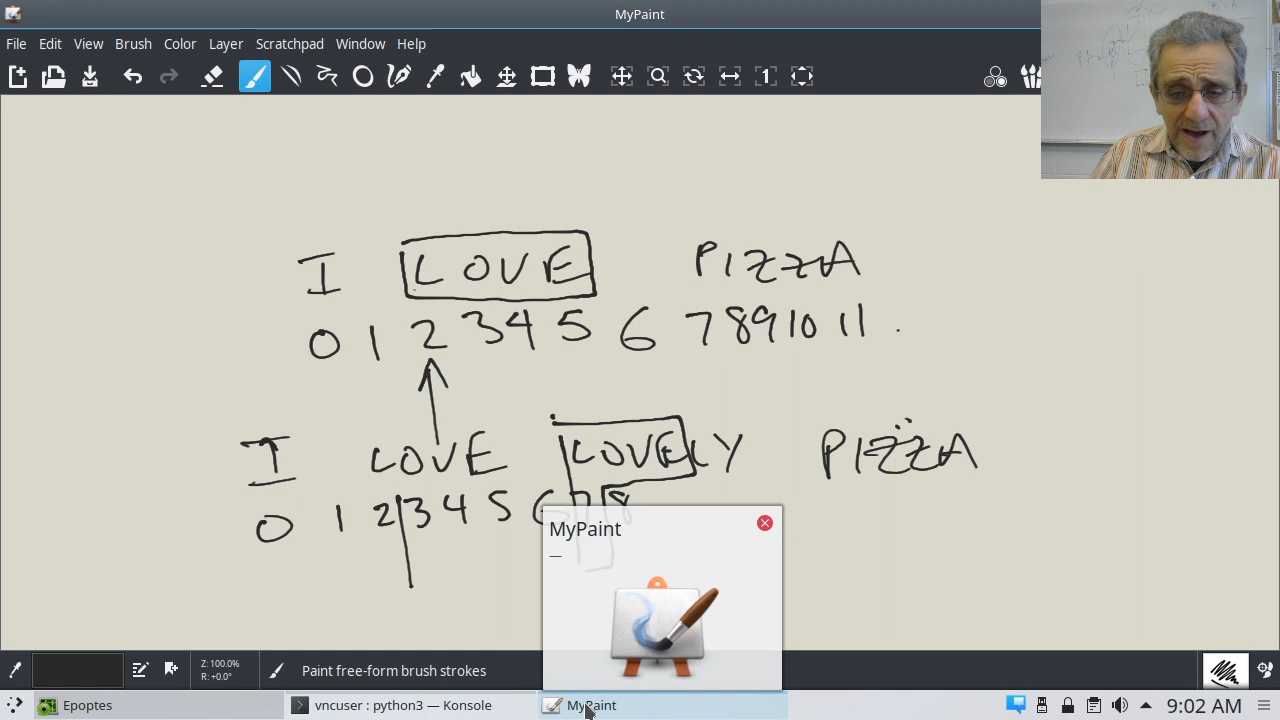 MyPaint
File Edit View Brush Color Layer Scratchpad Window Help
I LOVE PIZZA
0 1 2 3 4 5 6 7 8 9 10 11
I LOVE LOVELY PIZZA
0 1 2 3 4 5 6 7 8
MyPaint
Z: 100.0%
R: +0.0°
Paint free-form brush strokes
Epoptes
vncuser : python3 — Konsole
MyPaint
9:02 AM